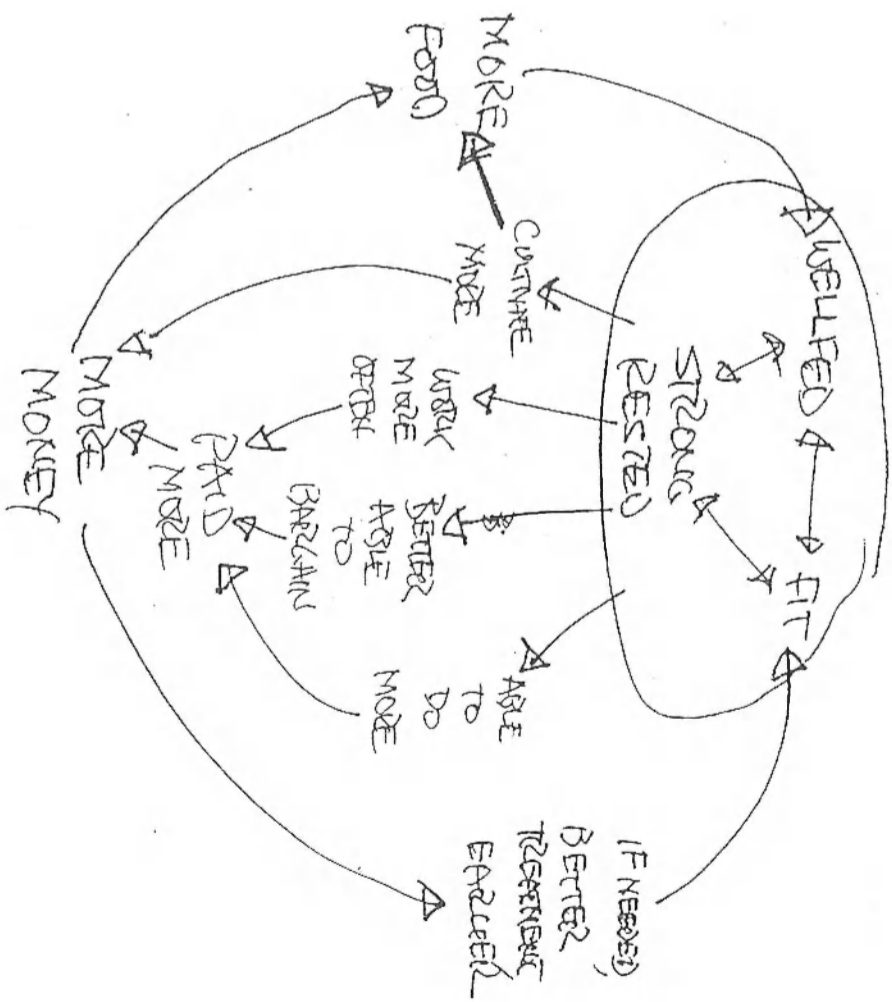 WELLFED
FIT
STRONG
RESTED
IF NEEDED,
BETTER
TREATMENT
EARLIER
MORE
FOOD
MORE
WORK
MORE
OFTEN
BETTER
ABLE
TO
BARGAIN
ABLE
TO
DO
MORE
PAID
MORE
MORE
MONEY